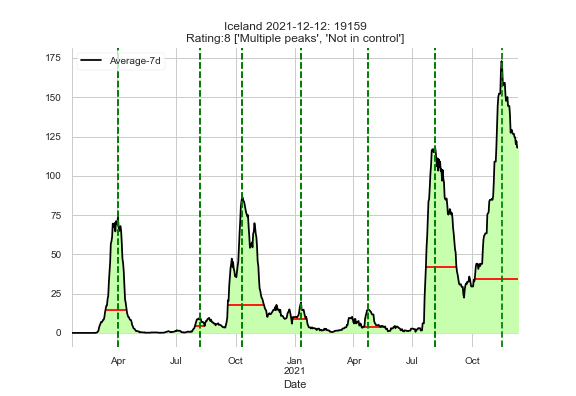 Iceland 2021-12-12: 19159
Rating:8 ['Multiple peaks', 'Not in control']
Average-7d
175
150
125
100
75
50
25
0
Apr
Jul
Oct
Jan
2021
Apr
Jul
Oct
Date